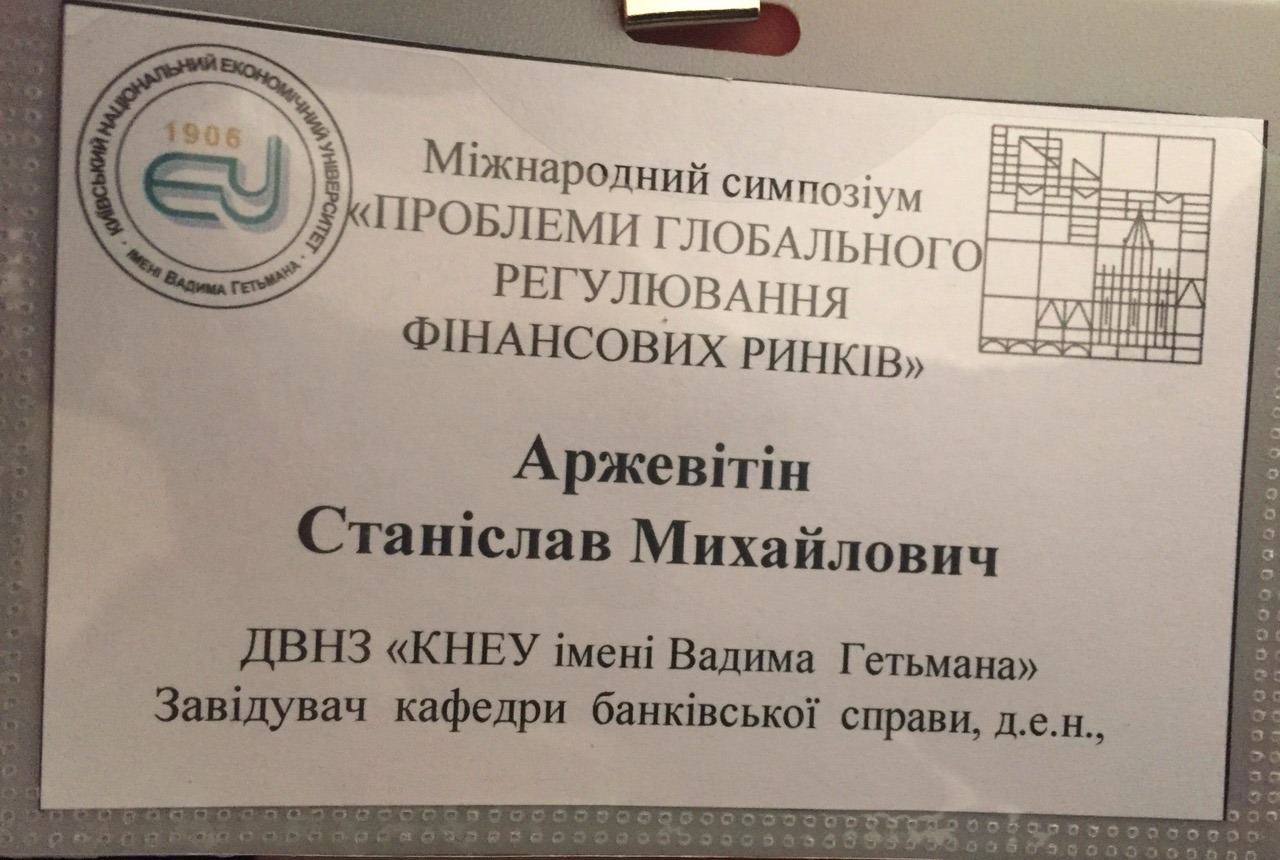 КИЇВСЬКИЙ НАЦІОНАЛЬНИЙ ЕКОНОМІЧНИЙ УНІВЕРСИТЕТ
ІМЕНІ ВАДИМА ГЕТЬМАНА
1906
Міжнародний симпозіум
«ПРОБЛЕМИ ГЛОБАЛЬНОГО
РЕГУЛЮВАННЯ
ФІНАНСОВИХ РИНКІВ»
Аржевітін
Станіслав Михайлович
ДВНЗ «КНЕУ імені Вадима Гетьмана»
Завідувач кафедри банківської справи, д.е.н.,